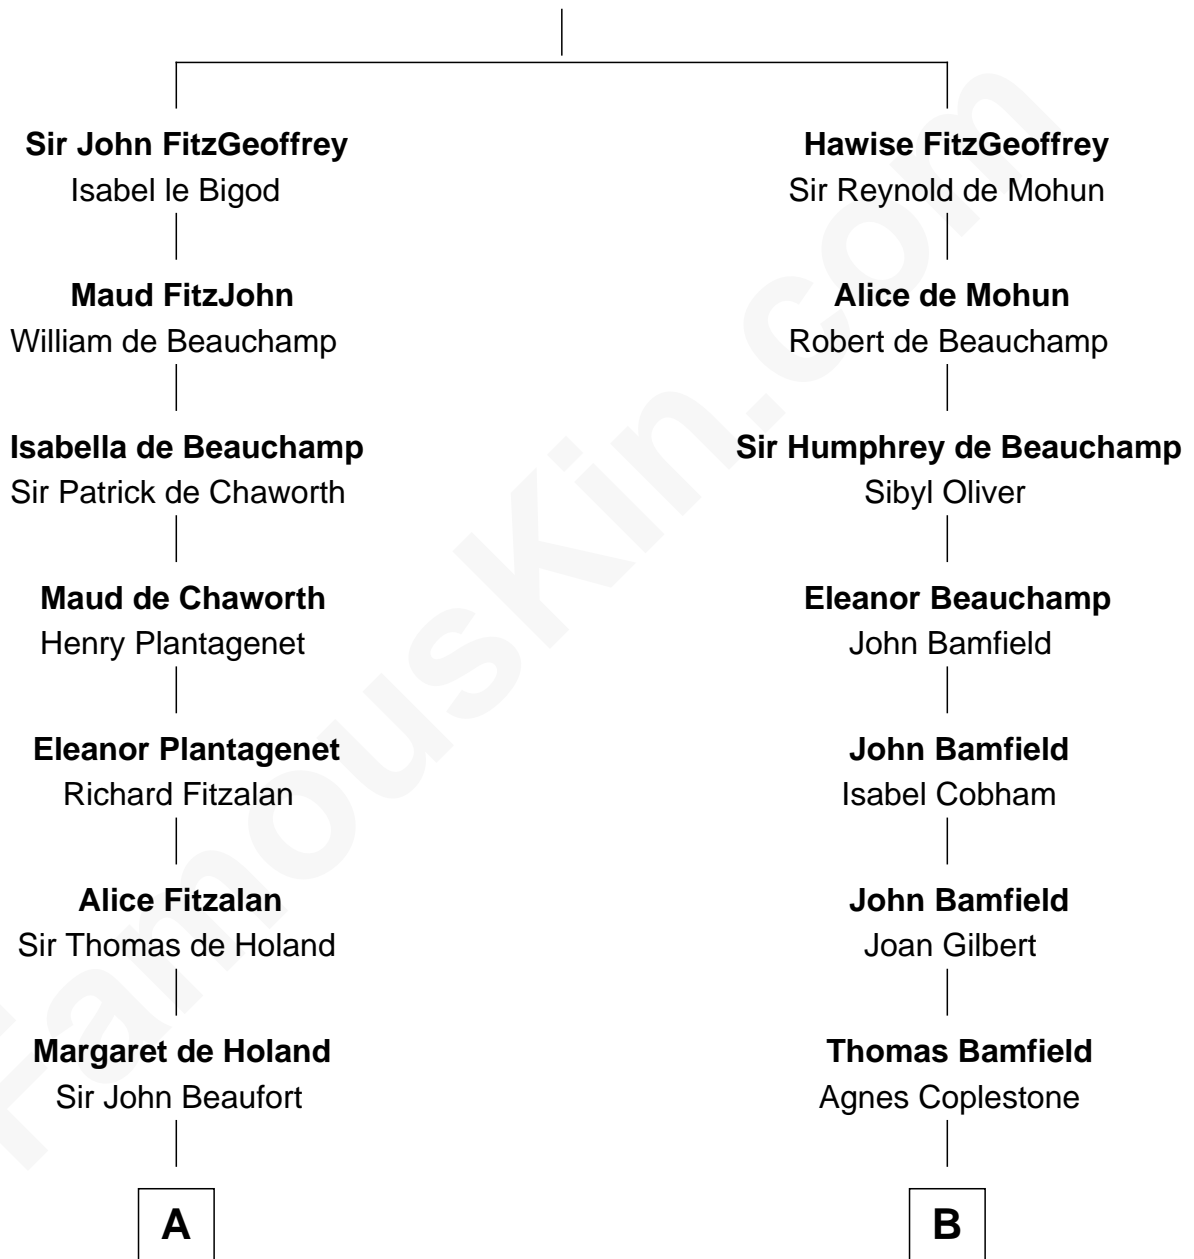 Sir John FitzGeoffrey
Isabel le Bigod
Maud FitzJohn
William de Beauchamp
Isabella de Beauchamp
Sir Patrick de Chaworth
Maud de Chaworth
Henry Plantagenet
Eleanor Plantagenet
Richard Fitzalan
Alice Fitzalan
Sir Thomas de Holand
Margaret de Holand
Sir John Beaufort
A
Hawise FitzGeoffrey
Sir Reynold de Mohun
Alice de Mohun
Robert de Beauchamp
Sir Humphrey de Beauchamp
Sibyl Oliver
Eleanor Beauchamp
John Bamfield
John Bamfield
Isabel Cobham
John Bamfield
Joan Gilbert
Thomas Bamfield
Agnes Coplestone
B
FamousKin.com